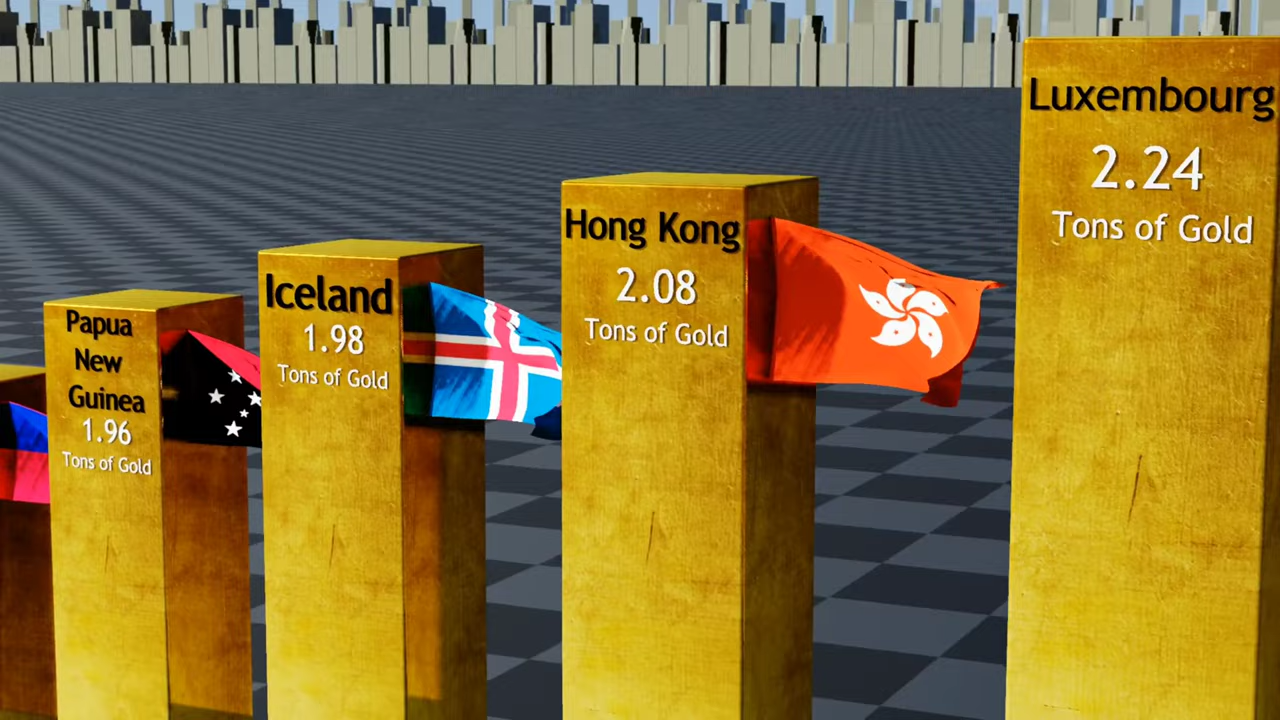 Papua
New
Guinea
1.96
Tons of Gold
Iceland
1.98
Tons of Gold
Hong Kong
2.08
Tons of Gold
Luxembourg
2.24
Tons of Gold